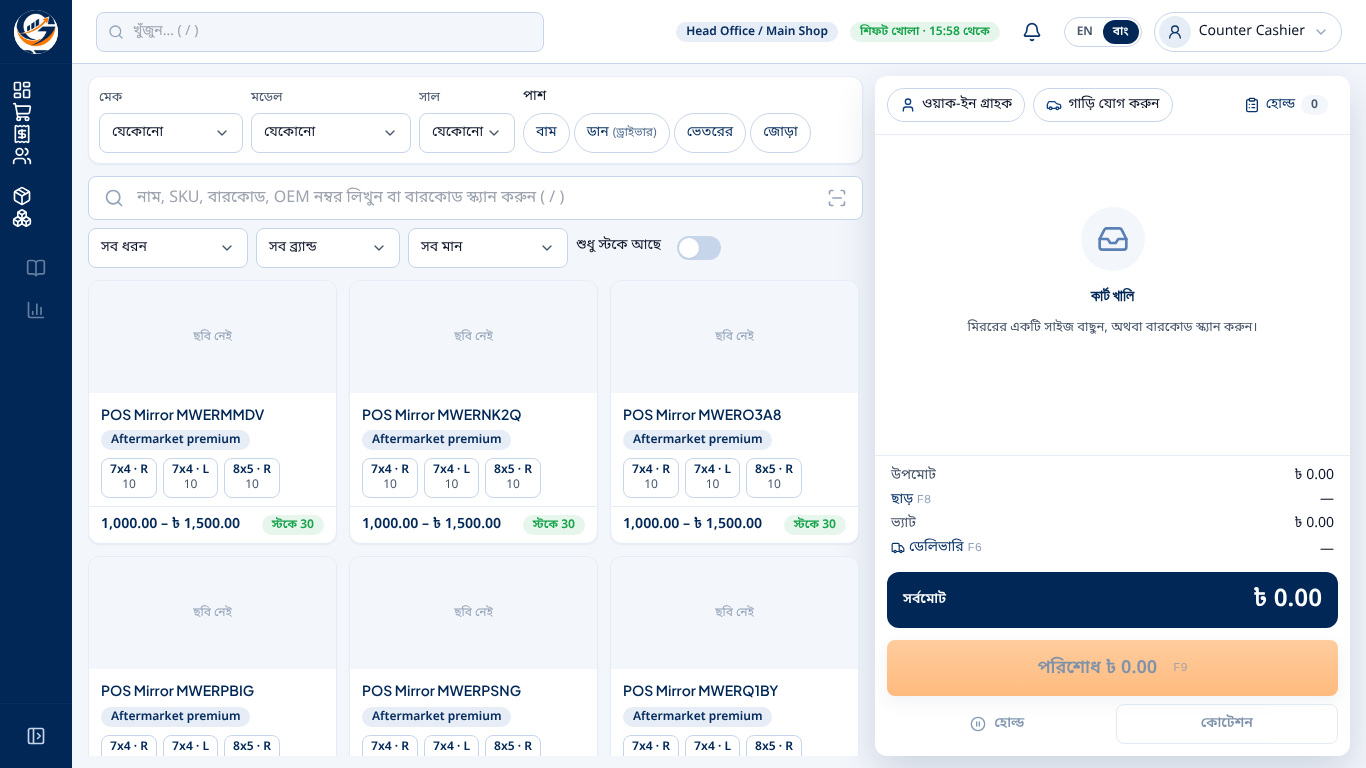 খুঁজুন... ( / )
Head Office / Main Shop
শিফট খোলা · 15:58 থেকে
EN
বাং
Counter Cashier
মেক
মডেল
সাল
পাশ
যেকোনো
যেকোনো
যেকোনো
বাম
ডান (ড্রাইভার)
ভেতরের
জোড়া
নাম, SKU, বারকোড, OEM নম্বর লিখুন বা বারকোড স্ক্যান করুন ( / )
সব ধরন
সব ব্র্যান্ড
সব মান
শুধু স্টকে আছে
ছবি নেই
ছবি নেই
ছবি নেই
POS Mirror MWERMMDV
POS Mirror MWERNK2Q
POS Mirror MWERO3A8
Aftermarket premium
Aftermarket premium
Aftermarket premium
7x4 · R
7x4 · L
8x5 · R
7x4 · R
7x4 · L
8x5 · R
7x4 · R
7x4 · L
8x5 · R
10
10
10
10
10
10
10
10
10
1,000.00 – ৳ 1,500.00
স্টকে 30
1,000.00 – ৳ 1,500.00
স্টকে 30
1,000.00 – ৳ 1,500.00
স্টকে 30
ছবি নেই
ছবি নেই
ছবি নেই
POS Mirror MWERPBIG
POS Mirror MWERPSNG
POS Mirror MWERQ1BY
Aftermarket premium
Aftermarket premium
Aftermarket premium
7x4 · R
7x4 · L
8x5 · R
7x4 · R
7x4 · L
8x5 · R
7x4 · R
7x4 · L
8x5 · R
ওয়াক-ইন গ্রাহক
গাড়ি যোগ করুন
হোল্ড
0
কার্ট খালি
মিররের একটি সাইজ বাছুন, অথবা বারকোড স্ক্যান করুন।
উপমোট
৳ 0.00
ছাড় F8
—
ভ্যাট
৳ 0.00
ডেলিভারি F6
—
সর্বমোট
৳ 0.00
পরিশোধ ৳ 0.00 F9
হোল্ড
কোটেশন